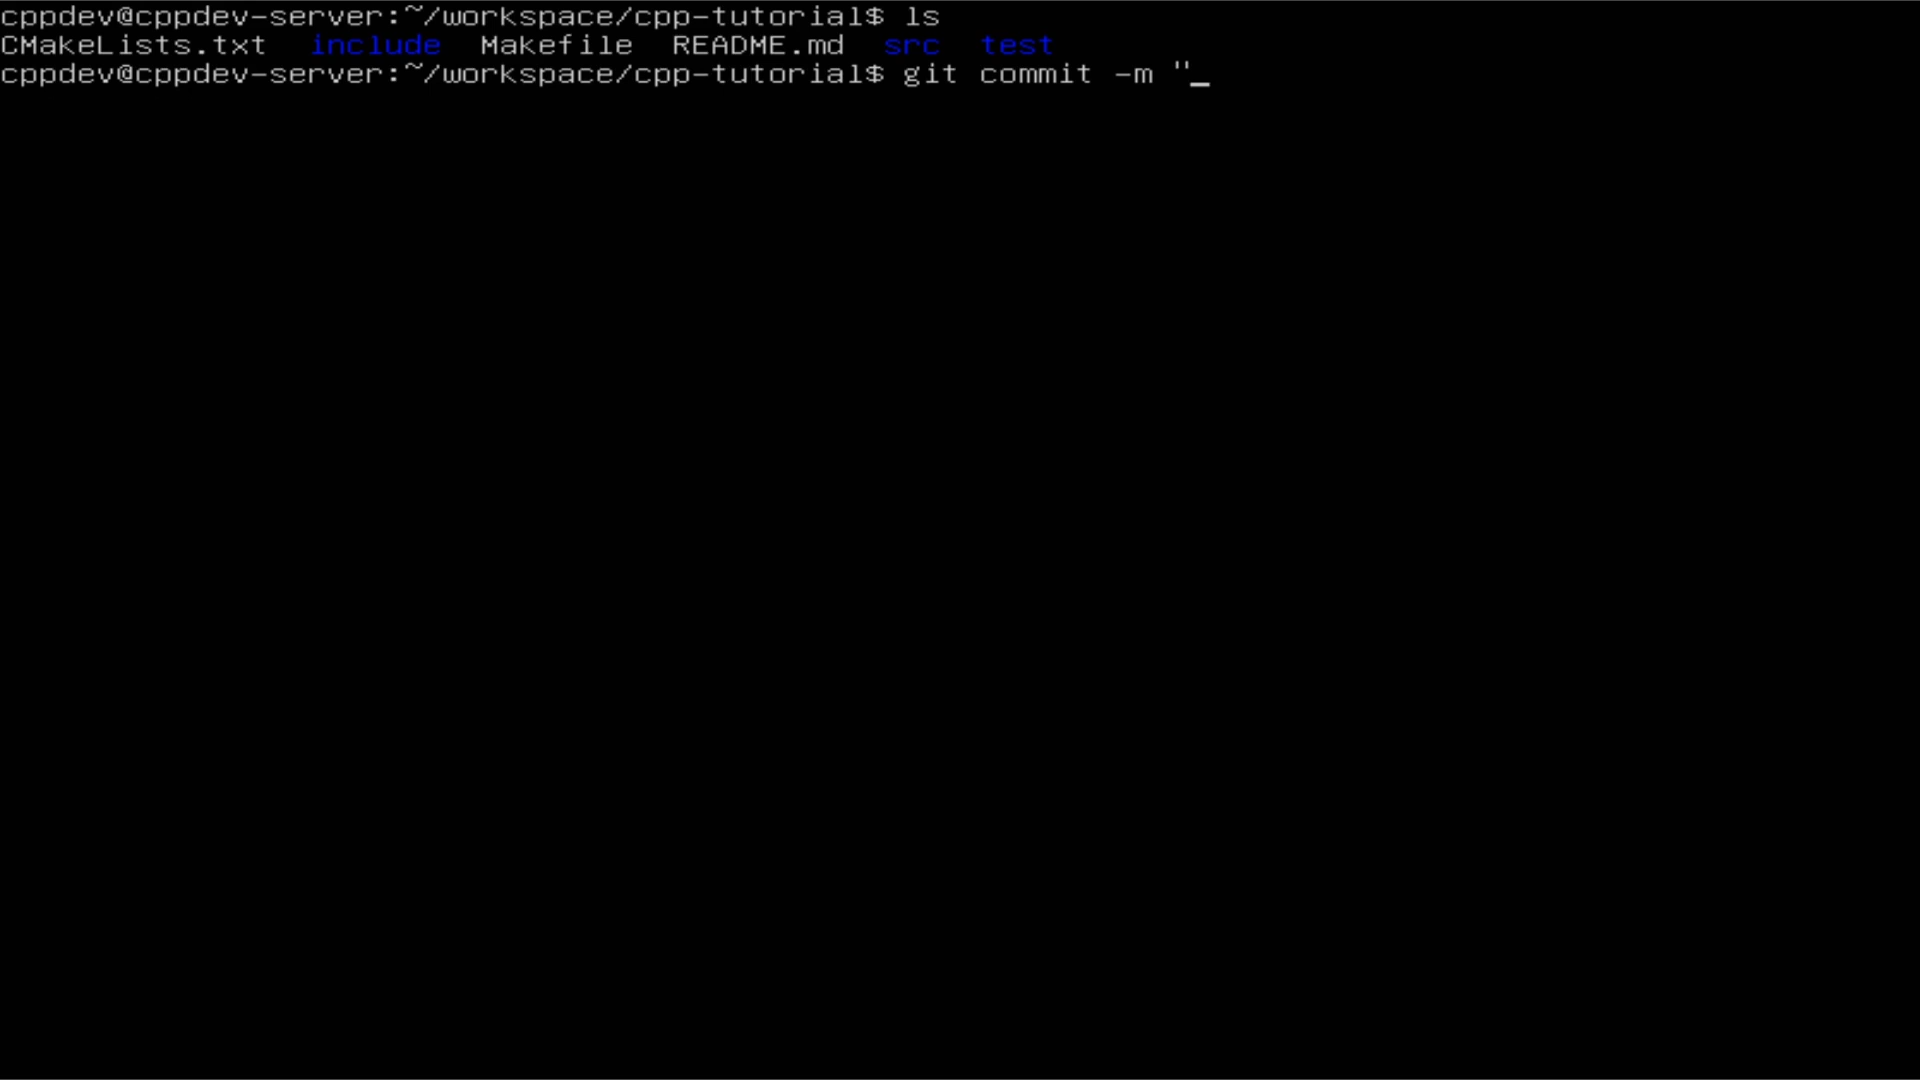 cppdev@cppdev-server:~/workspace/cpp-tutorial$ ls
CMakeLists.txt  include  Makefile  README.md  src  test
cppdev@cppdev-server:~/workspace/cpp-tutorial$ git commit -m "_